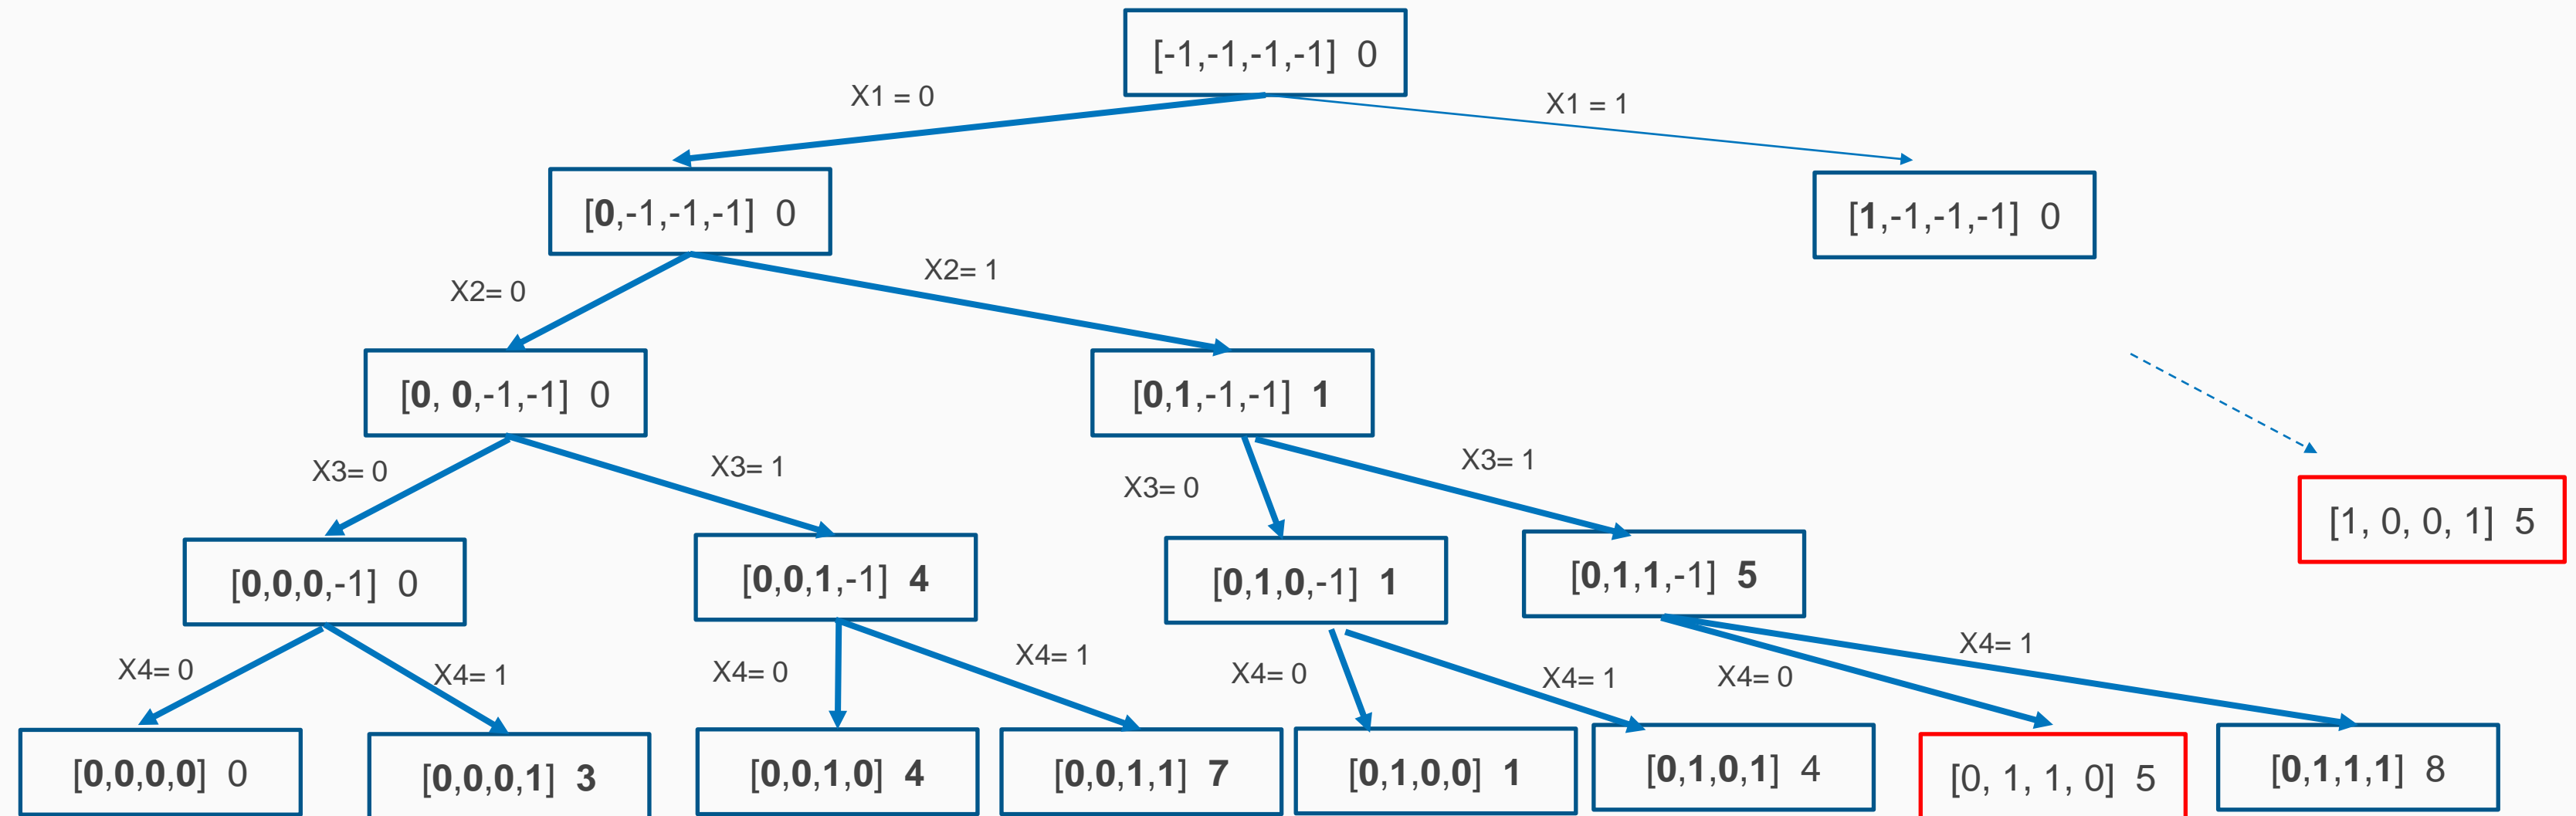 [-1,-1,-1,-1] 0
X1 = 0
X1 = 1
[0,-1,-1,-1] 0
[1,-1,-1,-1] 0
X2= 0
X2= 1
[0, 0,-1,-1] 0
[0,1,-1,-1] 1
X3= 0
X3= 1
X3= 0
X3= 1
[1, 0, 0, 1] 5
[0,0,0,-1] 0
[0,0,1,-1] 4
[0,1,0,-1] 1
[0,1,1,-1] 5
X4= 0
X4= 1
X4= 0
X4= 1
X4= 0
X4= 1
X4= 0
X4= 1
[0,0,0,0] 0
[0,0,0,1] 3
[0,0,1,0] 4
[0,0,1,1] 7
[0,1,0,0] 1
[0,1,0,1] 4
[0, 1, 1, 0] 5
[0,1,1,1] 8